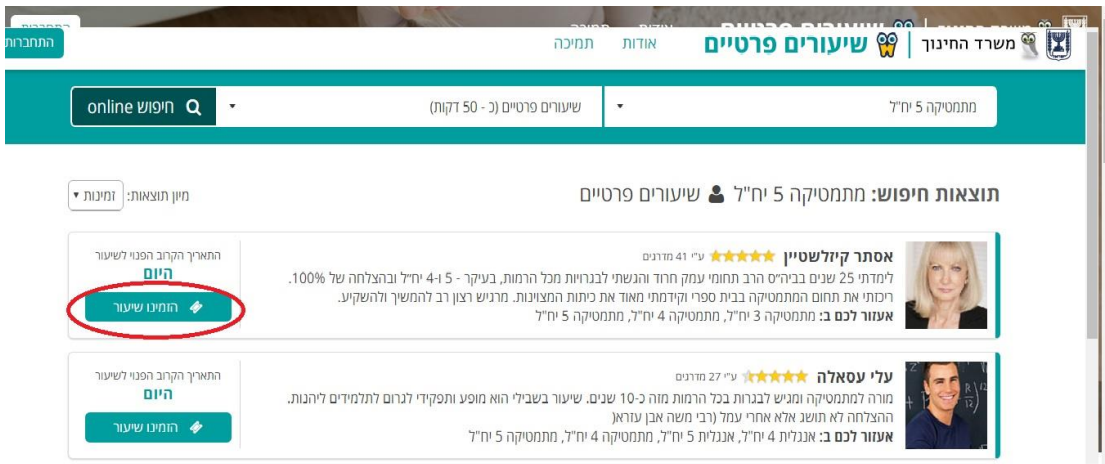 משרד החינוך | שיעורים פרטיים אודות תמיכה התחברות
מתמטיקה 5 יח"ל שיעורים פרטיים (כ - 50 דקות) חיפוש online
תוצאות חיפוש: מתמטיקה 5 יח"ל שיעורים פרטיים
מיון תוצאות: זמינות
אסתר קיזלשטיין ע"י 41 מדרגים
לימדתי 25 שנים בביה״ס הרב תחומי עמק חרוד והגשתי לבגרויות מכל הרמות, בעיקר - 5 ו-4 יח״ל ובהצלחה של 100%.
ריכזתי את תחום המתמטיקה בבית ספרי וקידמתי מאוד את כיתות המצוינות. מרגיש רצון רב להמשיך ולהשקיע.
אעזור לכם ב: מתמטיקה 3 יח"ל, מתמטיקה 4 יח"ל, מתמטיקה 5 יח"ל
התאריך הקרוב הפנוי לשיעור
היום
הזמינו שיעור
עלי עסאלה ע"י 27 מדרגים
מורה למתמטיקה ומגיש לבגרות בכל הרמות מזה כ-10 שנים. שיעור בשבילי הוא מופע ותפקידי לגרום לתלמידים ליהנות.
ההצלחה לא תושג אלא אחרי עמל (רבי משה אבן עזרא(
אעזור לכם ב: אנגלית 4 יח"ל, אנגלית 5 יח"ל, מתמטיקה 4 יח"ל, מתמטיקה 5 יח"ל
התאריך הקרוב הפנוי לשיעור
היום
הזמינו שיעור